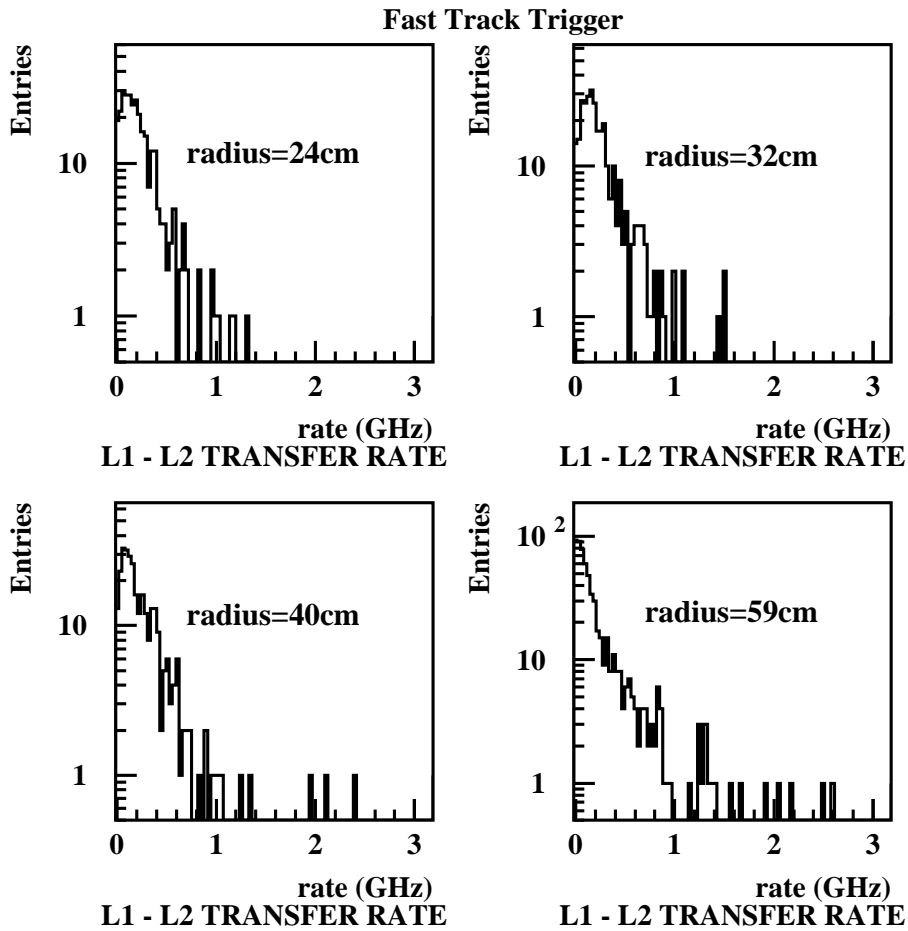 Fast Track Trigger
Entries
10
1
radius=24cm
0 1 2 3
rate (GHz)
L1 - L2 TRANSFER RATE
Entries
10
1
radius=32cm
0 1 2 3
rate (GHz)
L1 - L2 TRANSFER RATE
Entries
10
1
radius=40cm
0 1 2 3
rate (GHz)
L1 - L2 TRANSFER RATE
Entries
10 2
10
1
radius=59cm
0 1 2 3
rate (GHz)
L1 - L2 TRANSFER RATE